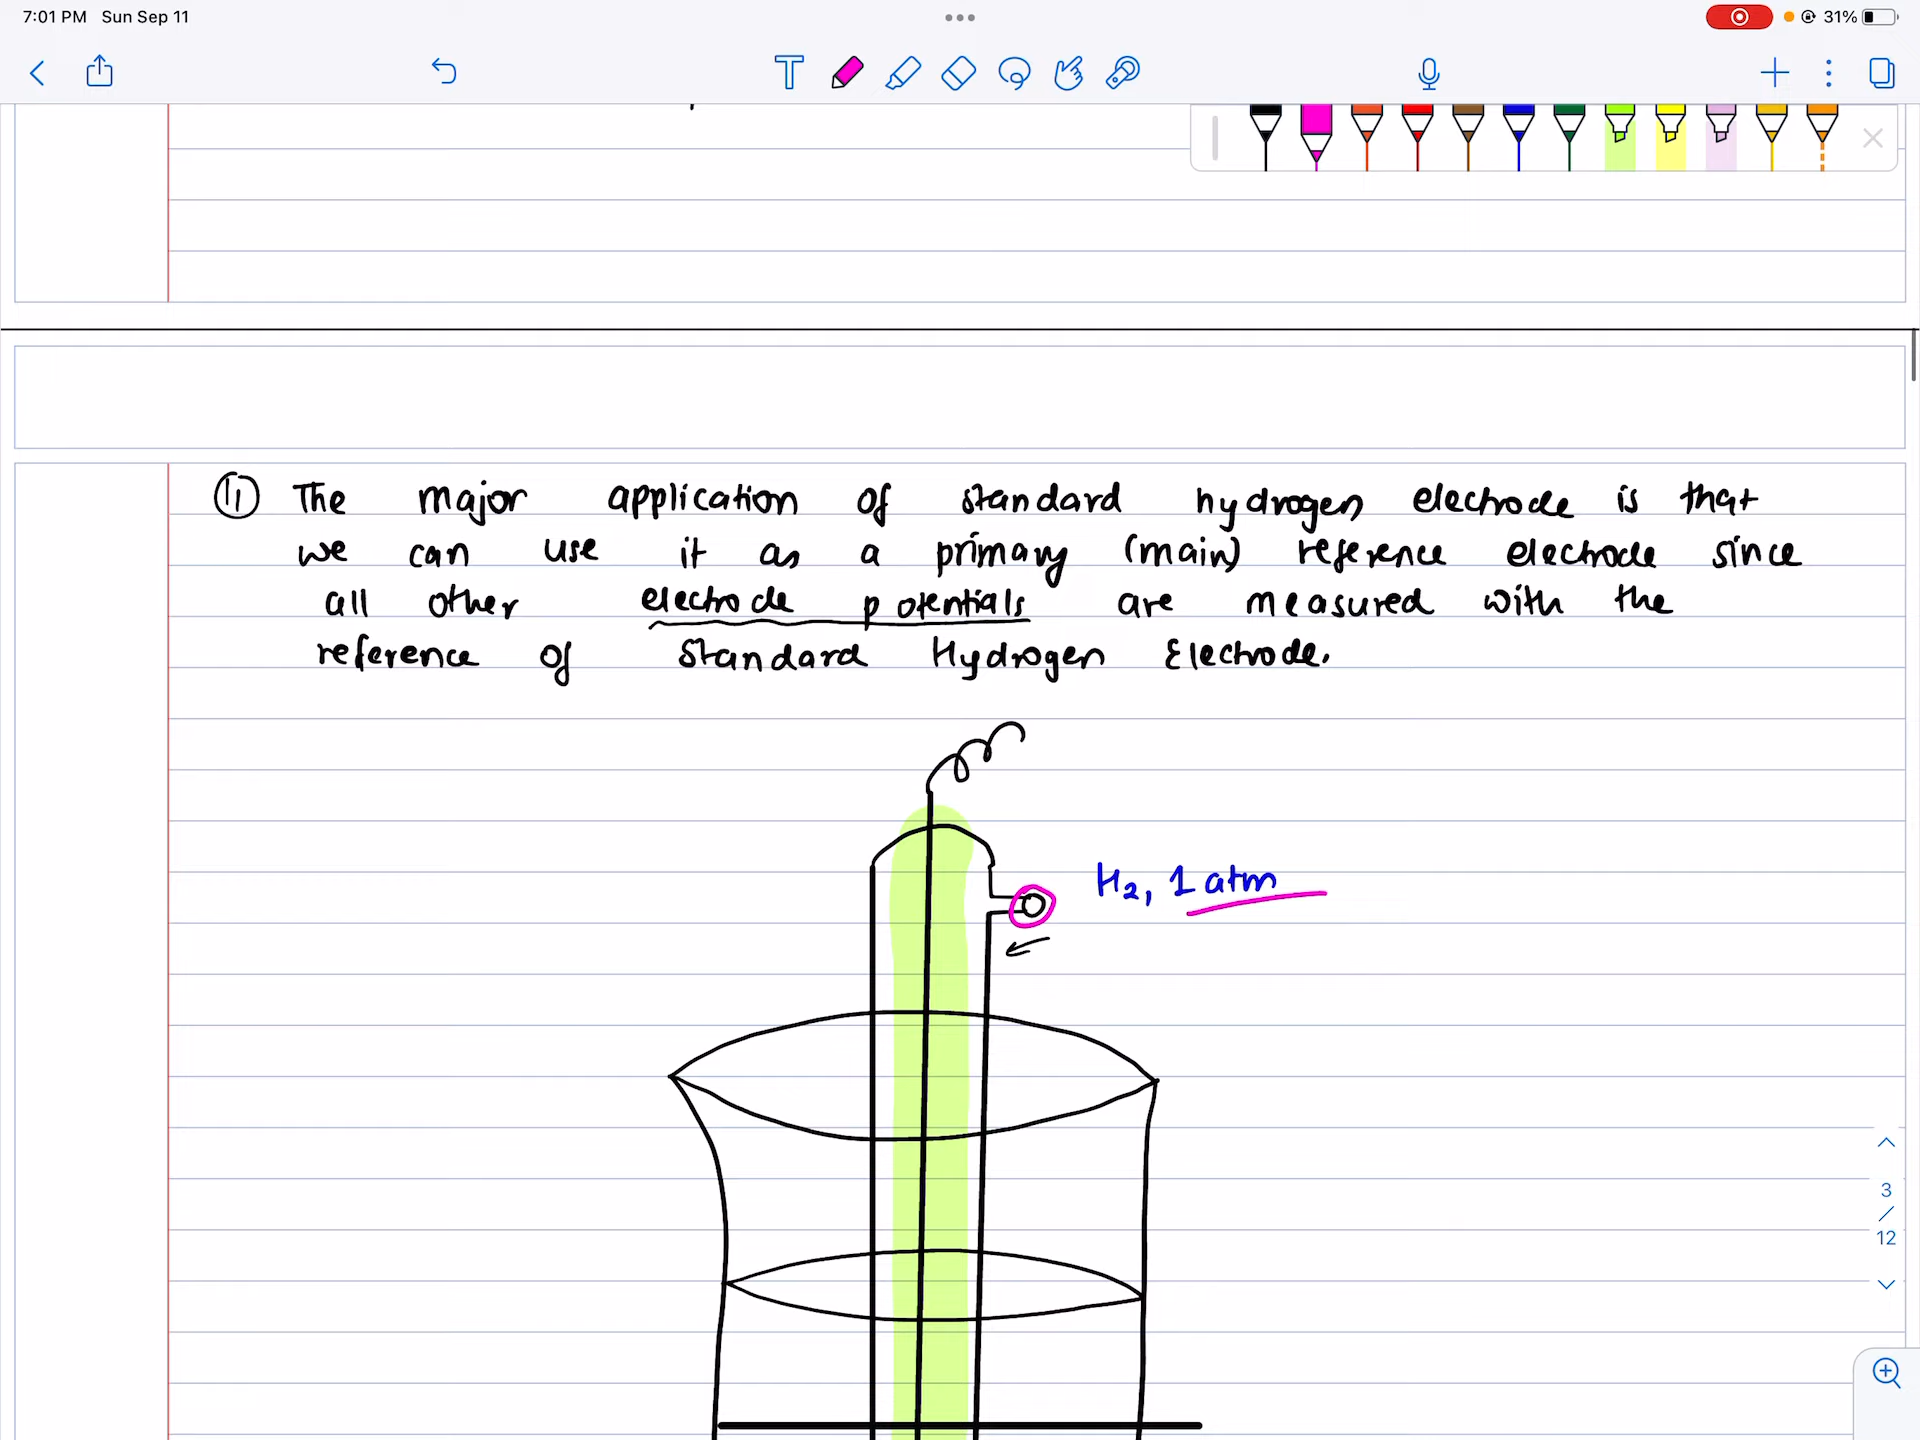 7:01 PM Sun Sep 11
31%
T
⑪ The major application of standard hydrogen electrode is that
we can use it as a primary (main) reference electrode since
all other electrode potentials are measured with the
reference of Standard Hydrogen Electrode.
H2, 1 atm
3
/
12